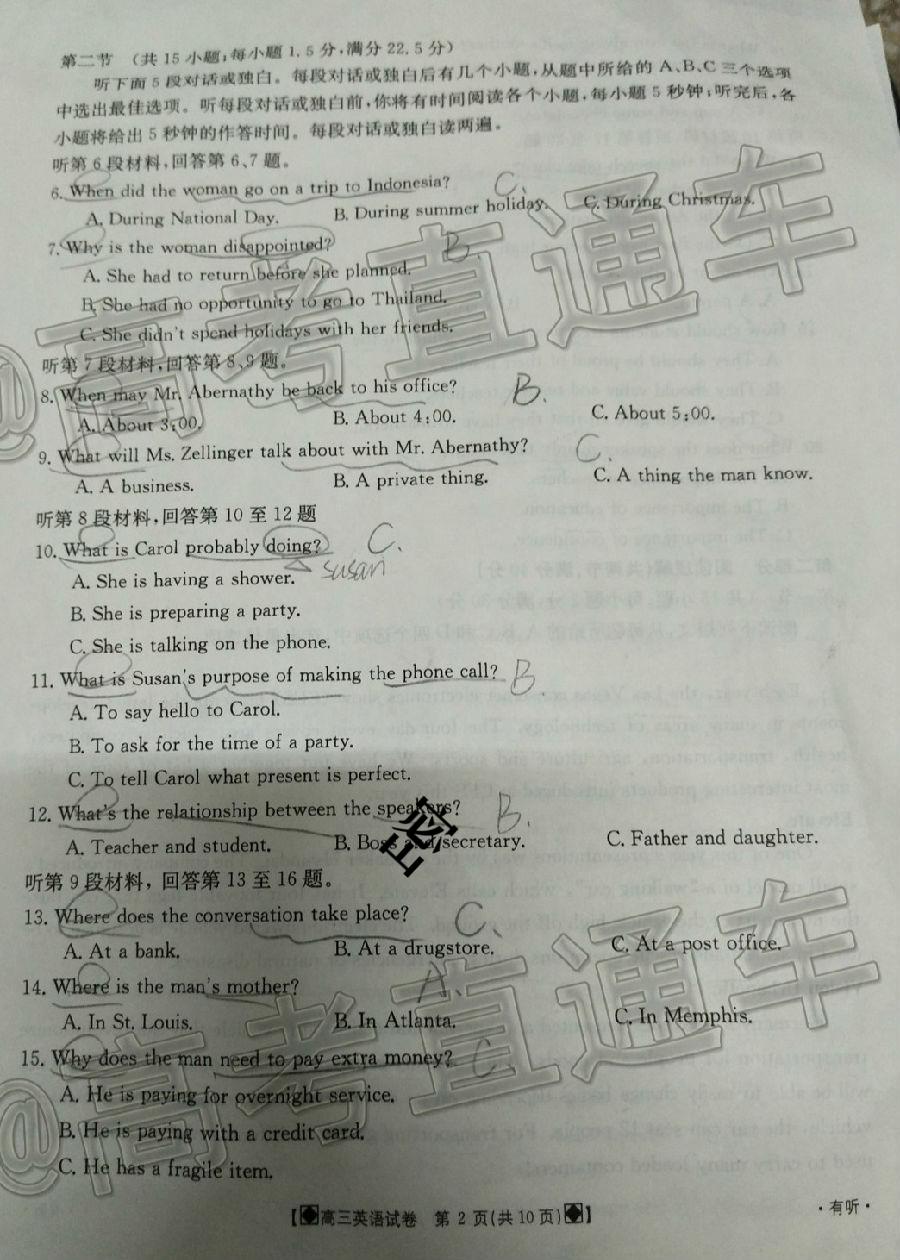 第二节 (共 15 小题;每小题 1.5 分,满分 22.5 分)
听下面 5 段对话或独白。每段对话或独白后有几个小题,从题中所给的 A、B、C 三个选项
中选出最佳选项。听每段对话或独白前,你将有时间阅读各个小题,每小题 5 秒钟;听完后,各
小题将给出 5 秒钟的作答时间。每段对话或独白读两遍。
听第 6 段材料,回答第 6、7 题。
6. When did the woman go on a trip to Indonesia? C.
A. During National Day. B. During summer holiday. C. During Christmas.
7. Why is the woman disappointed? B.
A. She had to return before she planned.
B. She had no opportunity to go to Thailand.
C. She didn't spend holidays with her friends.
听第 7 段材料,回答第 8、9 题。
8. When may Mr. Abernathy be back to his office? B.
A. About 3:00. B. About 4:00. C. About 5:00.
9. What will Ms. Zellinger talk about with Mr. Abernathy? C.
A. A business. B. A private thing. C. A thing the man know.
听第 8 段材料,回答第 10 至 12 题
10. What is Carol probably doing? C.
susan
A. She is having a shower.
B. She is preparing a party.
C. She is talking on the phone.
11. What is Susan's purpose of making the phone call? B.
A. To say hello to Carol.
B. To ask for the time of a party.
C. To tell Carol what present is perfect.
12. What's the relationship between the speakers? B.
A. Teacher and student. B. Boss and secretary. C. Father and daughter.
密
听第 9 段材料,回答第 13 至 16 题。
13. Where does the conversation take place? C.
A. At a bank. B. At a drugstore. C. At a post office.
14. Where is the man's mother? A.
A. In St. Louis. B. In Atlanta. C. In Memphis.
15. Why does the man need to pay extra money? C
A. He is paying for overnight service.
B. He is paying with a credit card.
C. He has a fragile item.
【高三英语试卷 第 2 页(共 10 页)】 ·有听·
@高考直通车
@高考直通车